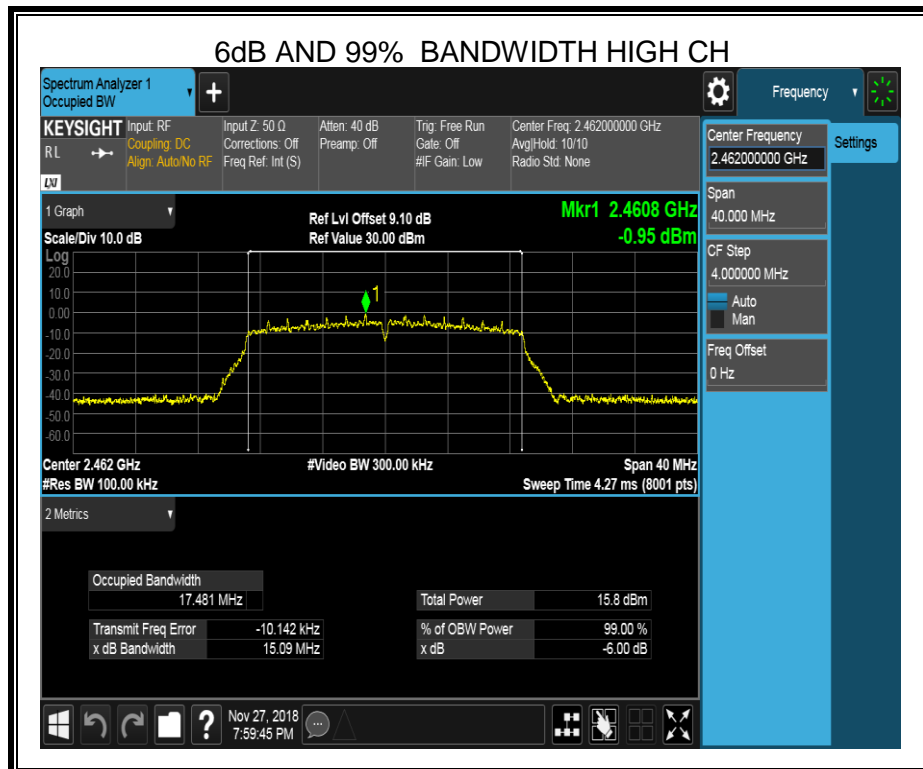 6dB AND 99% BANDWIDTH HIGH CH
Spectrum Analyzer 1
Occupied BW
+
Frequency
KEYSIGHT
RL
LXI
Input: RF
Coupling: DC
Align: Auto/No RF
Input Z: 50 Ω
Corrections: Off
Freq Ref: Int (S)
Atten: 40 dB
Preamp: Off
Trig: Free Run
Gate: Off
#IF Gain: Low
Center Freq: 2.462000000 GHz
Avg|Hold: 10/10
Radio Std: None
Center Frequency
2.462000000 GHz
Settings
Span
40.000 MHz
CF Step
4.000000 MHz
Auto
Man
Freq Offset
0 Hz
1 Graph
Scale/Div 10.0 dB
Ref Lvl Offset 9.10 dB
Ref Value 30.00 dBm
Mkr1 2.4608 GHz
-0.95 dBm
Log
20.0
10.0
0.00
-10.0
-20.0
-30.0
-40.0
-50.0
-60.0
1
Center 2.462 GHz
#Res BW 100.00 kHz
#Video BW 300.00 kHz
Span 40 MHz
Sweep Time 4.27 ms (8001 pts)
2 Metrics
Occupied Bandwidth
17.481 MHz
Total Power 15.8 dBm
Transmit Freq Error -10.142 kHz
% of OBW Power 99.00 %
x dB Bandwidth 15.09 MHz
x dB -6.00 dB
?
Nov 27, 2018
7:59:45 PM